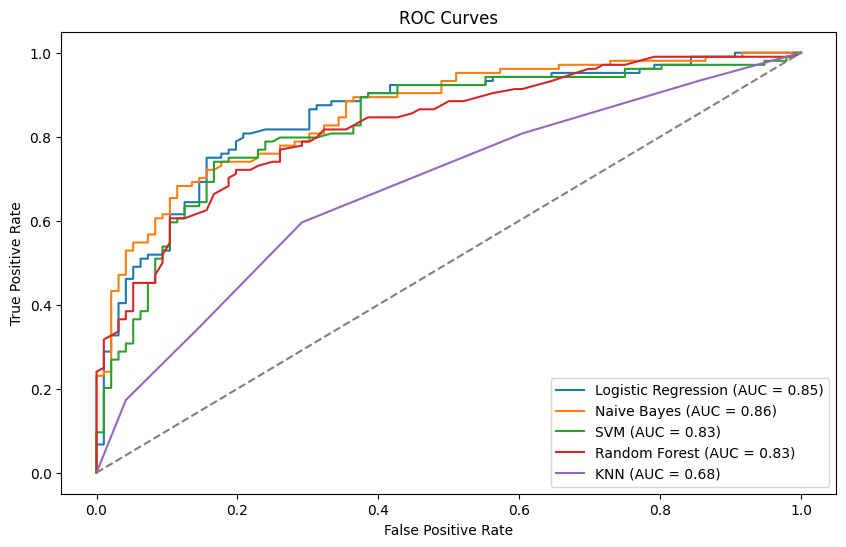 ROC Curves
True Positive Rate
1.0
0.8
0.6
0.4
0.2
0.0
Logistic Regression (AUC = 0.85)
Naive Bayes (AUC = 0.86)
SVM (AUC = 0.83)
Random Forest (AUC = 0.83)
KNN (AUC = 0.68)
0.0 0.2 0.4 0.6 0.8 1.0
False Positive Rate